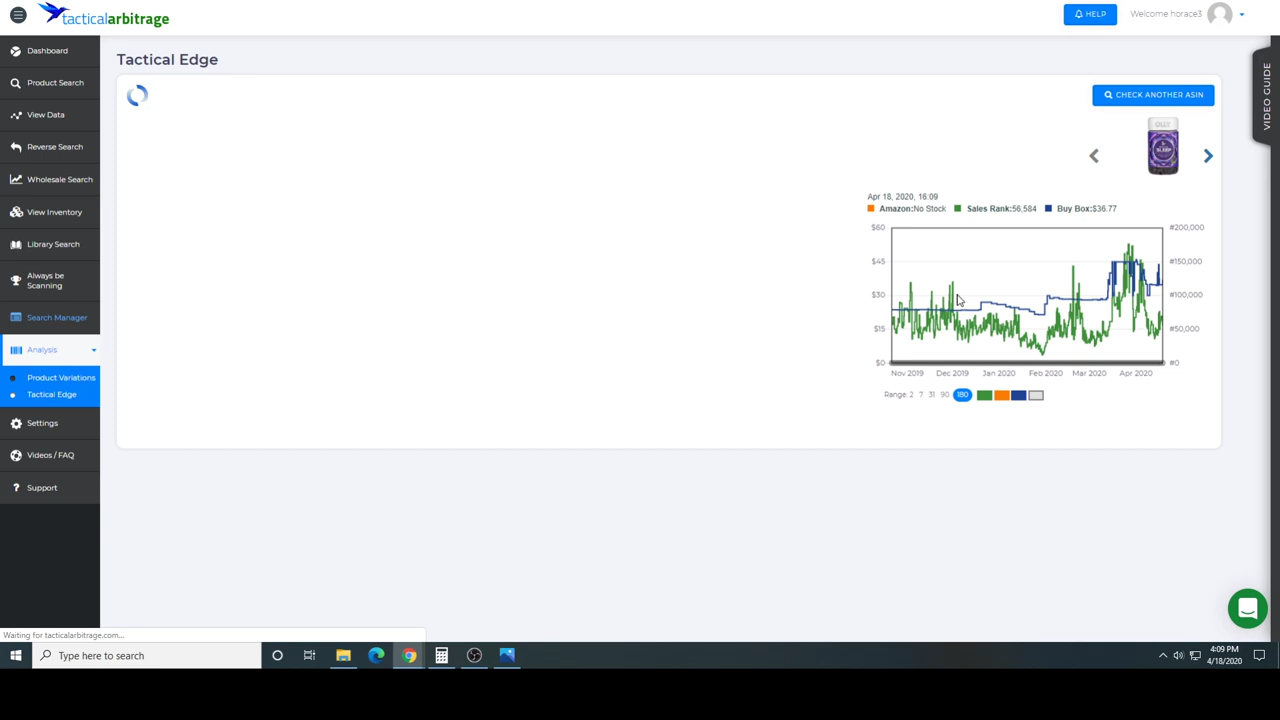 tacticalarbitrage
HELP
Welcome horace3
Dashboard
Product Search
View Data
Reverse Search
Wholesale Search
View Inventory
Library Search
Always be
Scanning
Search Manager
Analysis
Product Variations
Tactical Edge
Settings
Videos / FAQ
Support
Tactical Edge
CHECK ANOTHER ASIN
VIDEO GUIDE
OLLY
SLEEP
Apr 18, 2020, 16:09
Amazon:No Stock Sales Rank:56,584 Buy Box:$36.77
$60 #200,000
$45 #150,000
$30 #100,000
$15 #50,000
$0 #0
Nov 2019 Dec 2019 Jan 2020 Feb 2020 Mar 2020 Apr 2020
Range: 2 7 31 90 180
Waiting for tacticalarbitrage.com...
Type here to search
4:09 PM
4/18/2020